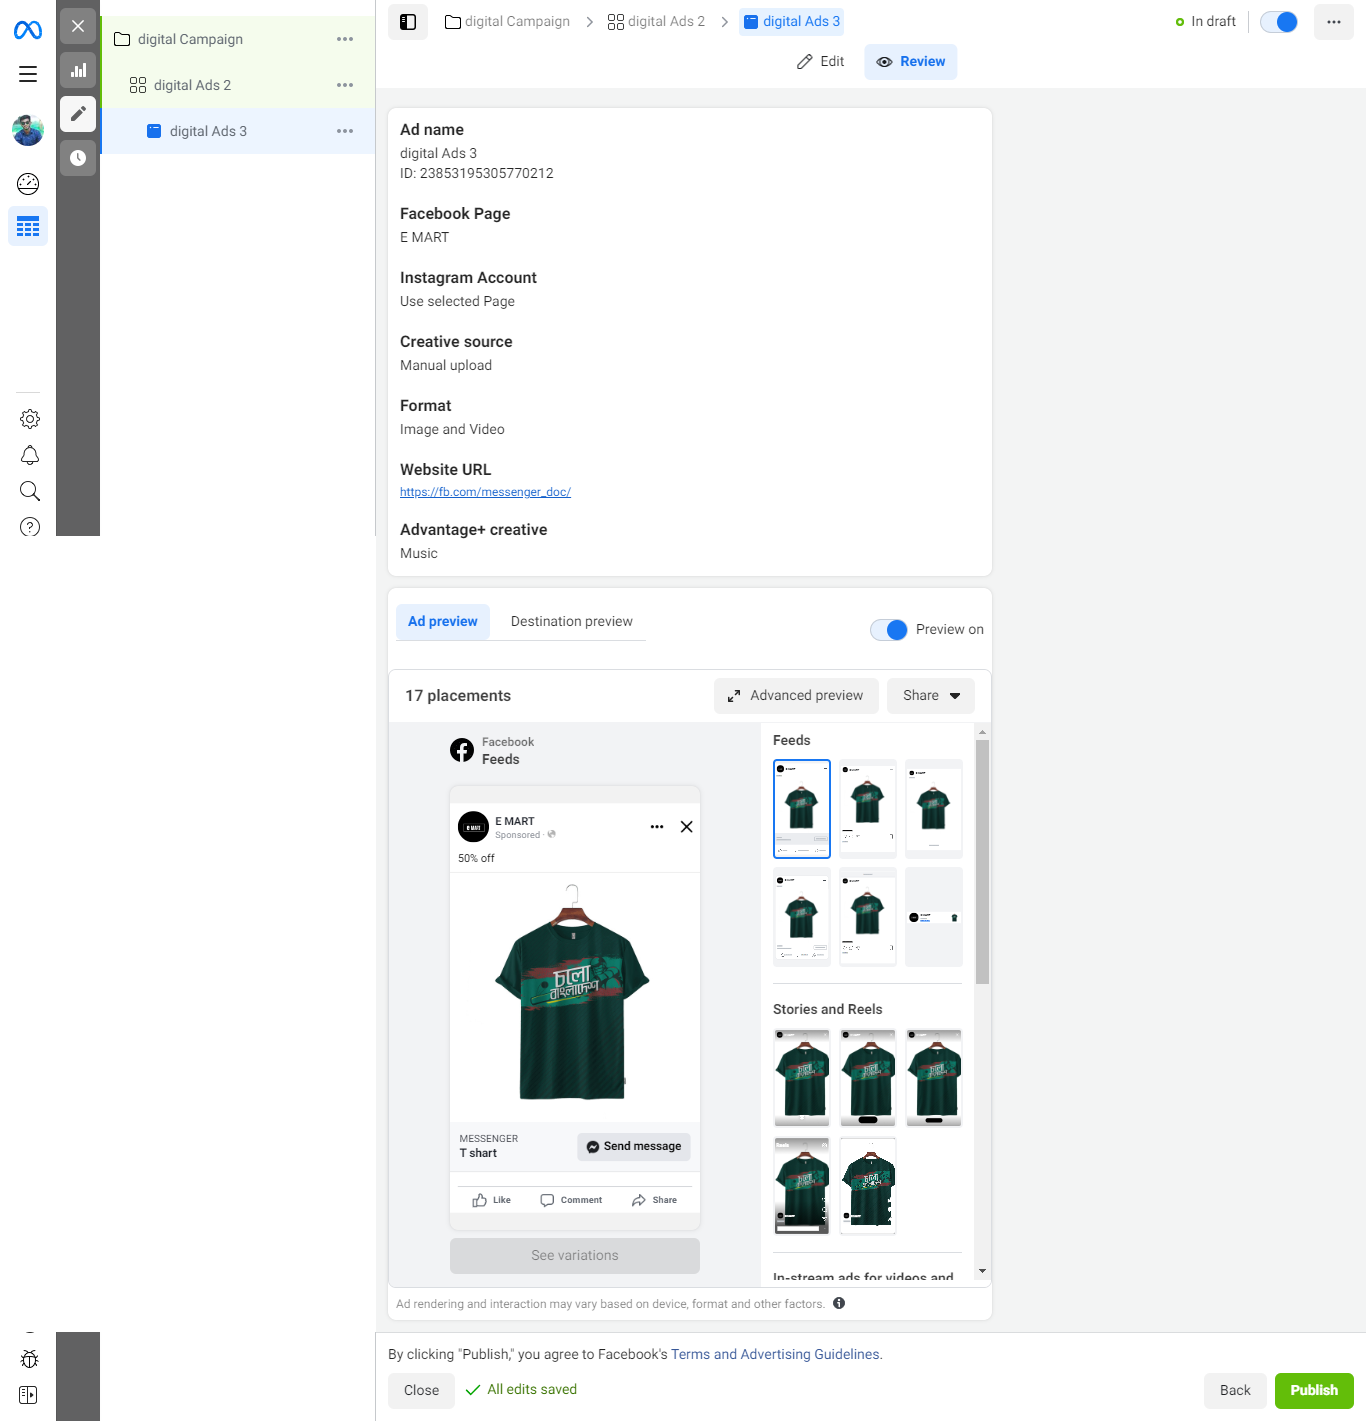 digital Campaign
digital Ads 2
digital Ads 3
digital Campaign
digital Ads 2
digital Ads 3
In draft
Edit
Review
Ad name
digital Ads 3
ID: 23853195305770212
Facebook Page
E MART
Instagram Account
Use selected Page
Creative source
Manual upload
Format
Image and Video
Website URL
https://fb.com/messenger_doc/
Advantage+ creative
Music
Ad preview
Destination preview
Preview on
17 placements
Advanced preview
Share
Facebook
Feeds
E MART
E MART
Sponsored ·
50% off
চলো
বাংলাদেশ
MESSENGER
T shart
Send message
Like
Comment
Share
See variations
Feeds
Stories and Reels
In-stream ads for videos and
Ad rendering and interaction may vary based on device, format and other factors.
By clicking "Publish," you agree to Facebook's Terms and Advertising Guidelines.
Close
All edits saved
Back
Publish